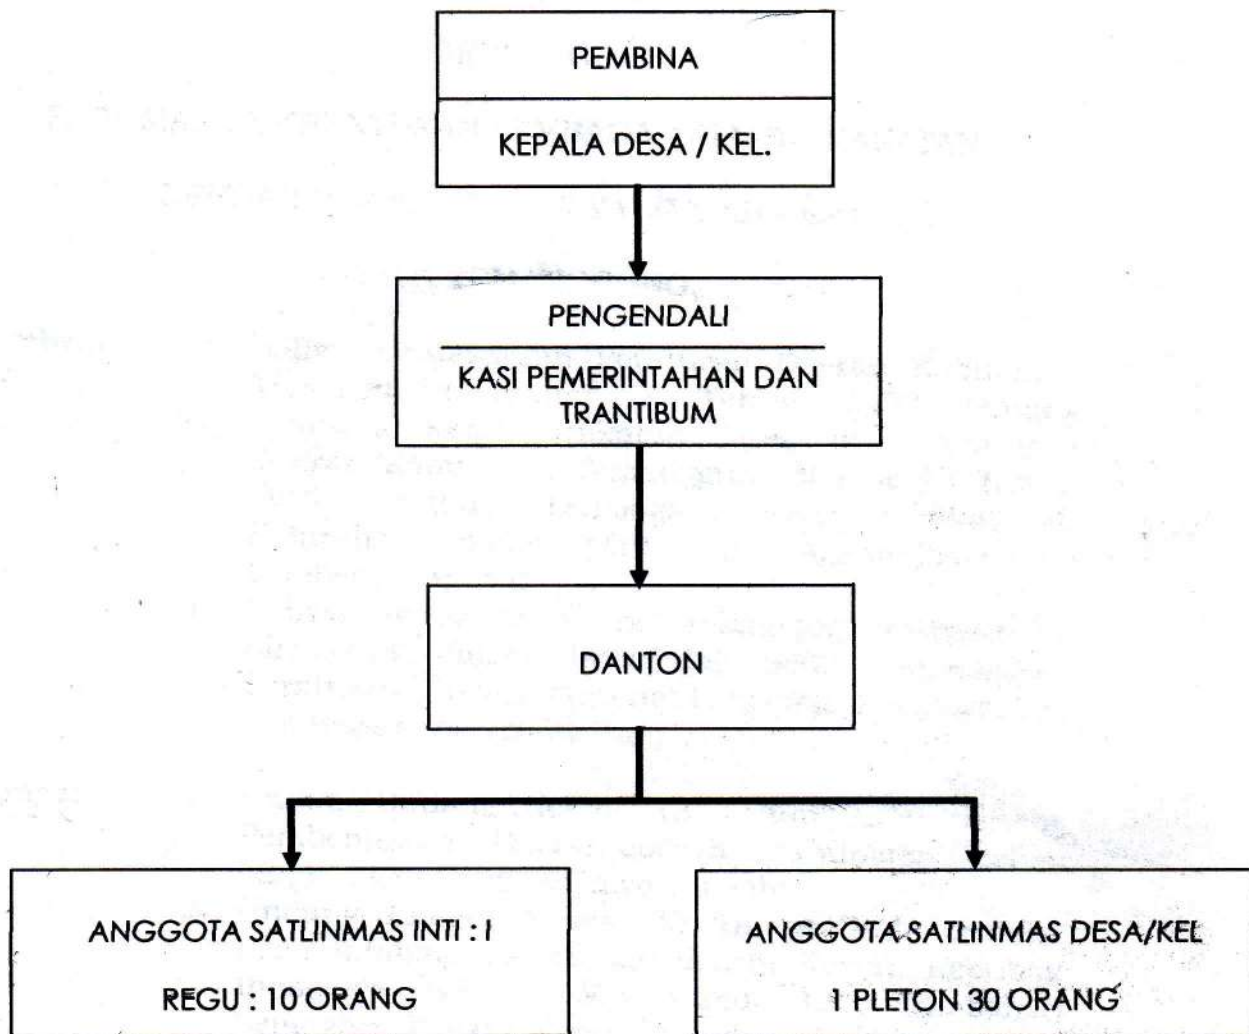 PEMBINA
KEPALA DESA / KEL.
PENGENDALI
KASI PEMERINTAHAN DAN
TRANTIBUM
DANTON
ANGGOTA SATLINMAS INTI : I
REGU : 10 ORANG
ANGGOTA SATLINMAS DESA/KEL
1 PLETON 30 ORANG